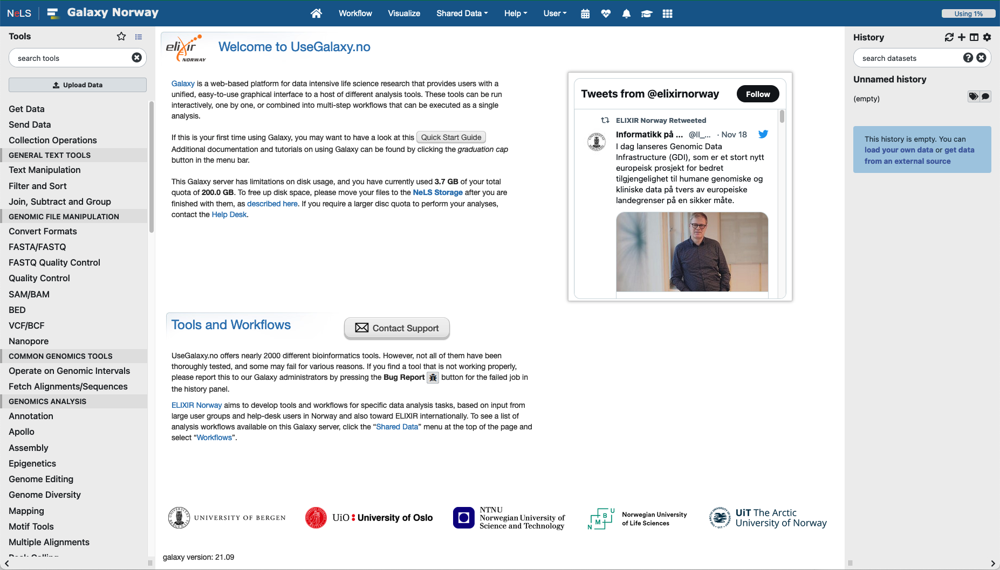 NeLS
Galaxy Norway
Workflow
Visualize
Shared Data
Help
User
Using 1%
Tools
search tools
Upload Data
Get Data
Send Data
Collection Operations
GENERAL TEXT TOOLS
Text Manipulation
Filter and Sort
Join, Subtract and Group
GENOMIC FILE MANIPULATION
Convert Formats
FASTA/FASTQ
FASTQ Quality Control
Quality Control
SAM/BAM
BED
VCF/BCF
Nanopore
COMMON GENOMICS TOOLS
Operate on Genomic Intervals
Fetch Alignments/Sequences
GENOMICS ANALYSIS
Annotation
Apollo
Assembly
Epigenetics
Genome Editing
Genome Diversity
Mapping
Motif Tools
Multiple Alignments
elixir
NORWAY
Welcome to UseGalaxy.no
Galaxy is a web-based platform for data intensive life science research that provides users with a
unified, easy-to-use graphical interface to a host of different analysis tools. These tools can be run
interactively, one by one, or combined into multi-step workflows that can be executed as a single
analysis.
If this is your first time using Galaxy, you may want to have a look at this Quick Start Guide
Additional documentation and tutorials on using Galaxy can be found by clicking the graduation cap
button in the menu bar.
This Galaxy server has limitations on disk usage, and you have currently used 3.7 GB of your total
quota of 200.0 GB. To free up disk space, please move your files to the NeLS Storage after you are
finished with them, as described here. If you require a larger disc quota to perform your analyses,
contact the Help Desk.
Tweets from @elixirnorway
Follow
ELIXIR Norway Retweeted
Informatikk på ... @II_... · Nov 18
I dag lanseres Genomic Data
Infrastructure (GDI), som er et stort nytt
europeisk prosjekt for bedret
tilgjengelighet til humane genomiske og
kliniske data på tvers av europeiske
landegrenser på en sikker måte.
Tools and Workflows
Contact Support
UseGalaxy.no offers nearly 2000 different bioinformatics tools. However, not all of them have been
thoroughly tested, and some may fail for various reasons. If you find a tool that is not working properly,
please report this to our Galaxy administrators by pressing the Bug Report button for the failed job in
the history panel.
ELIXIR Norway aims to develop tools and workflows for specific data analysis tasks, based on input from
large user groups and help-desk users in Norway and also toward ELIXIR internationally. To see a list of
analysis workflows available on this Galaxy server, click the “Shared Data” menu at the top of the page and
select “Workflows”.
UNIVERSITY OF BERGEN
UiO : University of Oslo
NTNU
Norwegian University of
Science and Technology
N M B U
Norwegian University
of Life Sciences
UiT The Arctic
University of Norway
galaxy version: 21.09
History
search datasets
Unnamed history
(empty)
This history is empty. You can
load your own data or get data
from an external source